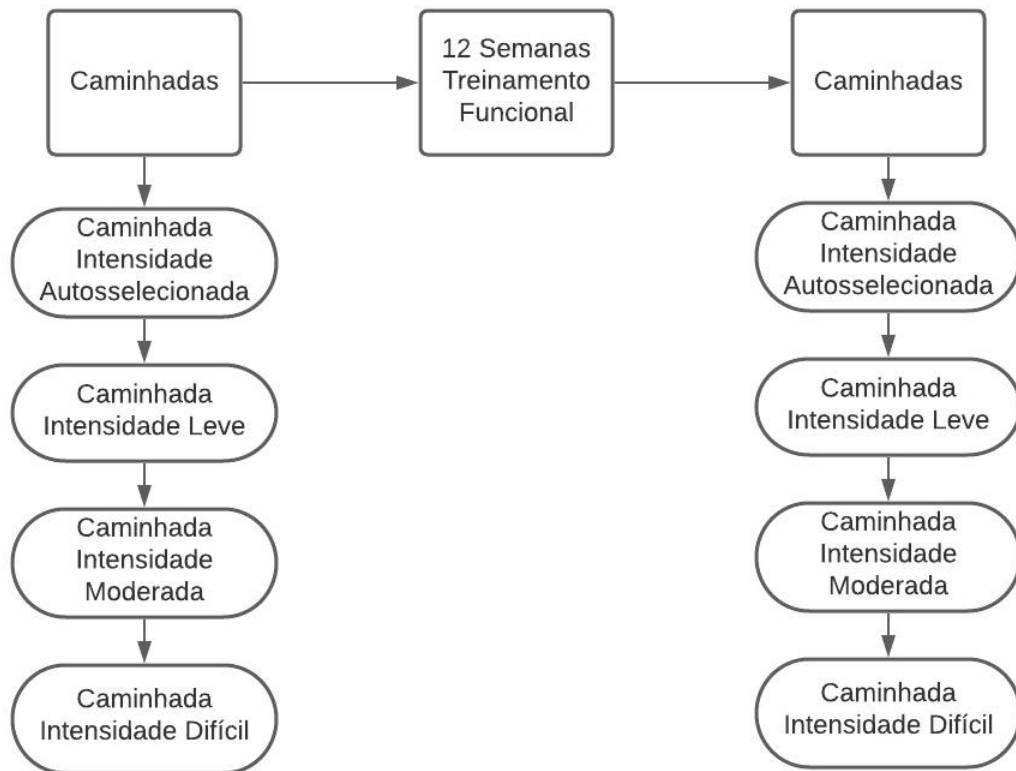 Caminhadas
12 Semanas
Treinamento
Funcional
Caminhadas
Caminhada
Intensidade
Autosselecionada
Caminhada
Intensidade Leve
Caminhada
Intensidade
Moderada
Caminhada
Intensidade Difícil
Caminhada
Intensidade
Autosselecionada
Caminhada
Intensidade Leve
Caminhada
Intensidade
Moderada
Caminhada
Intensidade Difícil